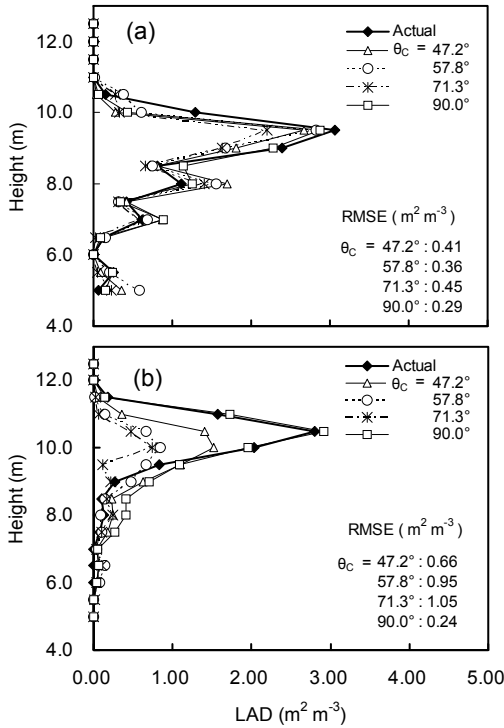 (a)
Actual
θC = 47.2°
57.8°
71.3°
90.0°
12.0
10.0
8.0
6.0
4.0
Height (m)
RMSE ( m² m⁻³)
θC = 47.2° : 0.41
57.8° : 0.36
71.3° : 0.45
90.0° : 0.29
(b)
Actual
θC = 47.2°
57.8°
71.3°
90.0°
12.0
10.0
8.0
6.0
4.0
Height (m)
RMSE ( m² m⁻³)
θC = 47.2° : 0.66
57.8° : 0.95
71.3° : 1.05
90.0° : 0.24
0.00 1.00 2.00 3.00 4.00 5.00
LAD (m² m⁻³)